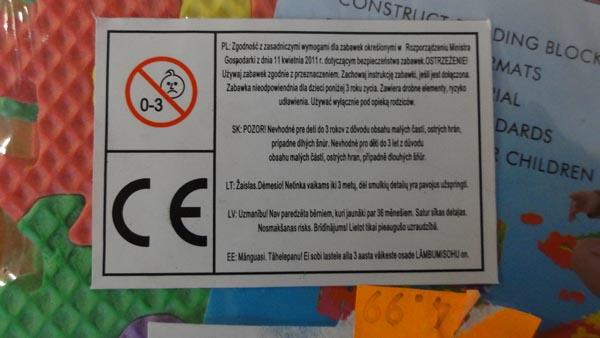 CONSTRUCT
DING BLOCK
ORMATS
RIAL
DARDS
CHILDREN
0-3
CE
PL: Zgodność z zasadniczymi wymogami dla zabawek określonymi w Rozporządzeniu Ministra
Gospodarki z dnia 11 kwietnia 2011 r. dotyczącym bezpieczeństwa zabawek.OSTRZEŻENIE!
Używaj zabawek zgodnie z przeznaczeniem. Zachowaj instrukcję zabawki, jeśli jest dołączona.
Zabawka nieodpowiednia dla dzieci poniżej 3 roku życia. Zawiera drobne elementy, ryzyko
udławienia. Używać wyłącznie pod opieką rodziców.
SK: POZOR! Nevhodné pre deti do 3 rokov z dôvodu obsahu malých častí, ostrých hrán,
prípadne dlhých šnúr. Nevhodné pro děti do 3 let z důvodu
obsahu malých částí, ostrých hran, případně dlouhých šňůr.
LT: Žaislas.Dėmesio! Netinka vaikams iki 3 metų, dėl smulkių detalių yra pavojus užspringti.
LV: Uzmanību! Nav paredzēta bērniem, kuri jaunāki par 36 mēnešiem. Satur sīkas detaļas.
Nosmakšanas risks. Brīdinājums! Lietot tikai pieaugušo uzraudzībā.
EE: Mänguasi. Tähelepanu! Ei sobi lastele alla 3 aasta väikeste osade LÄMBUMISOHU on.